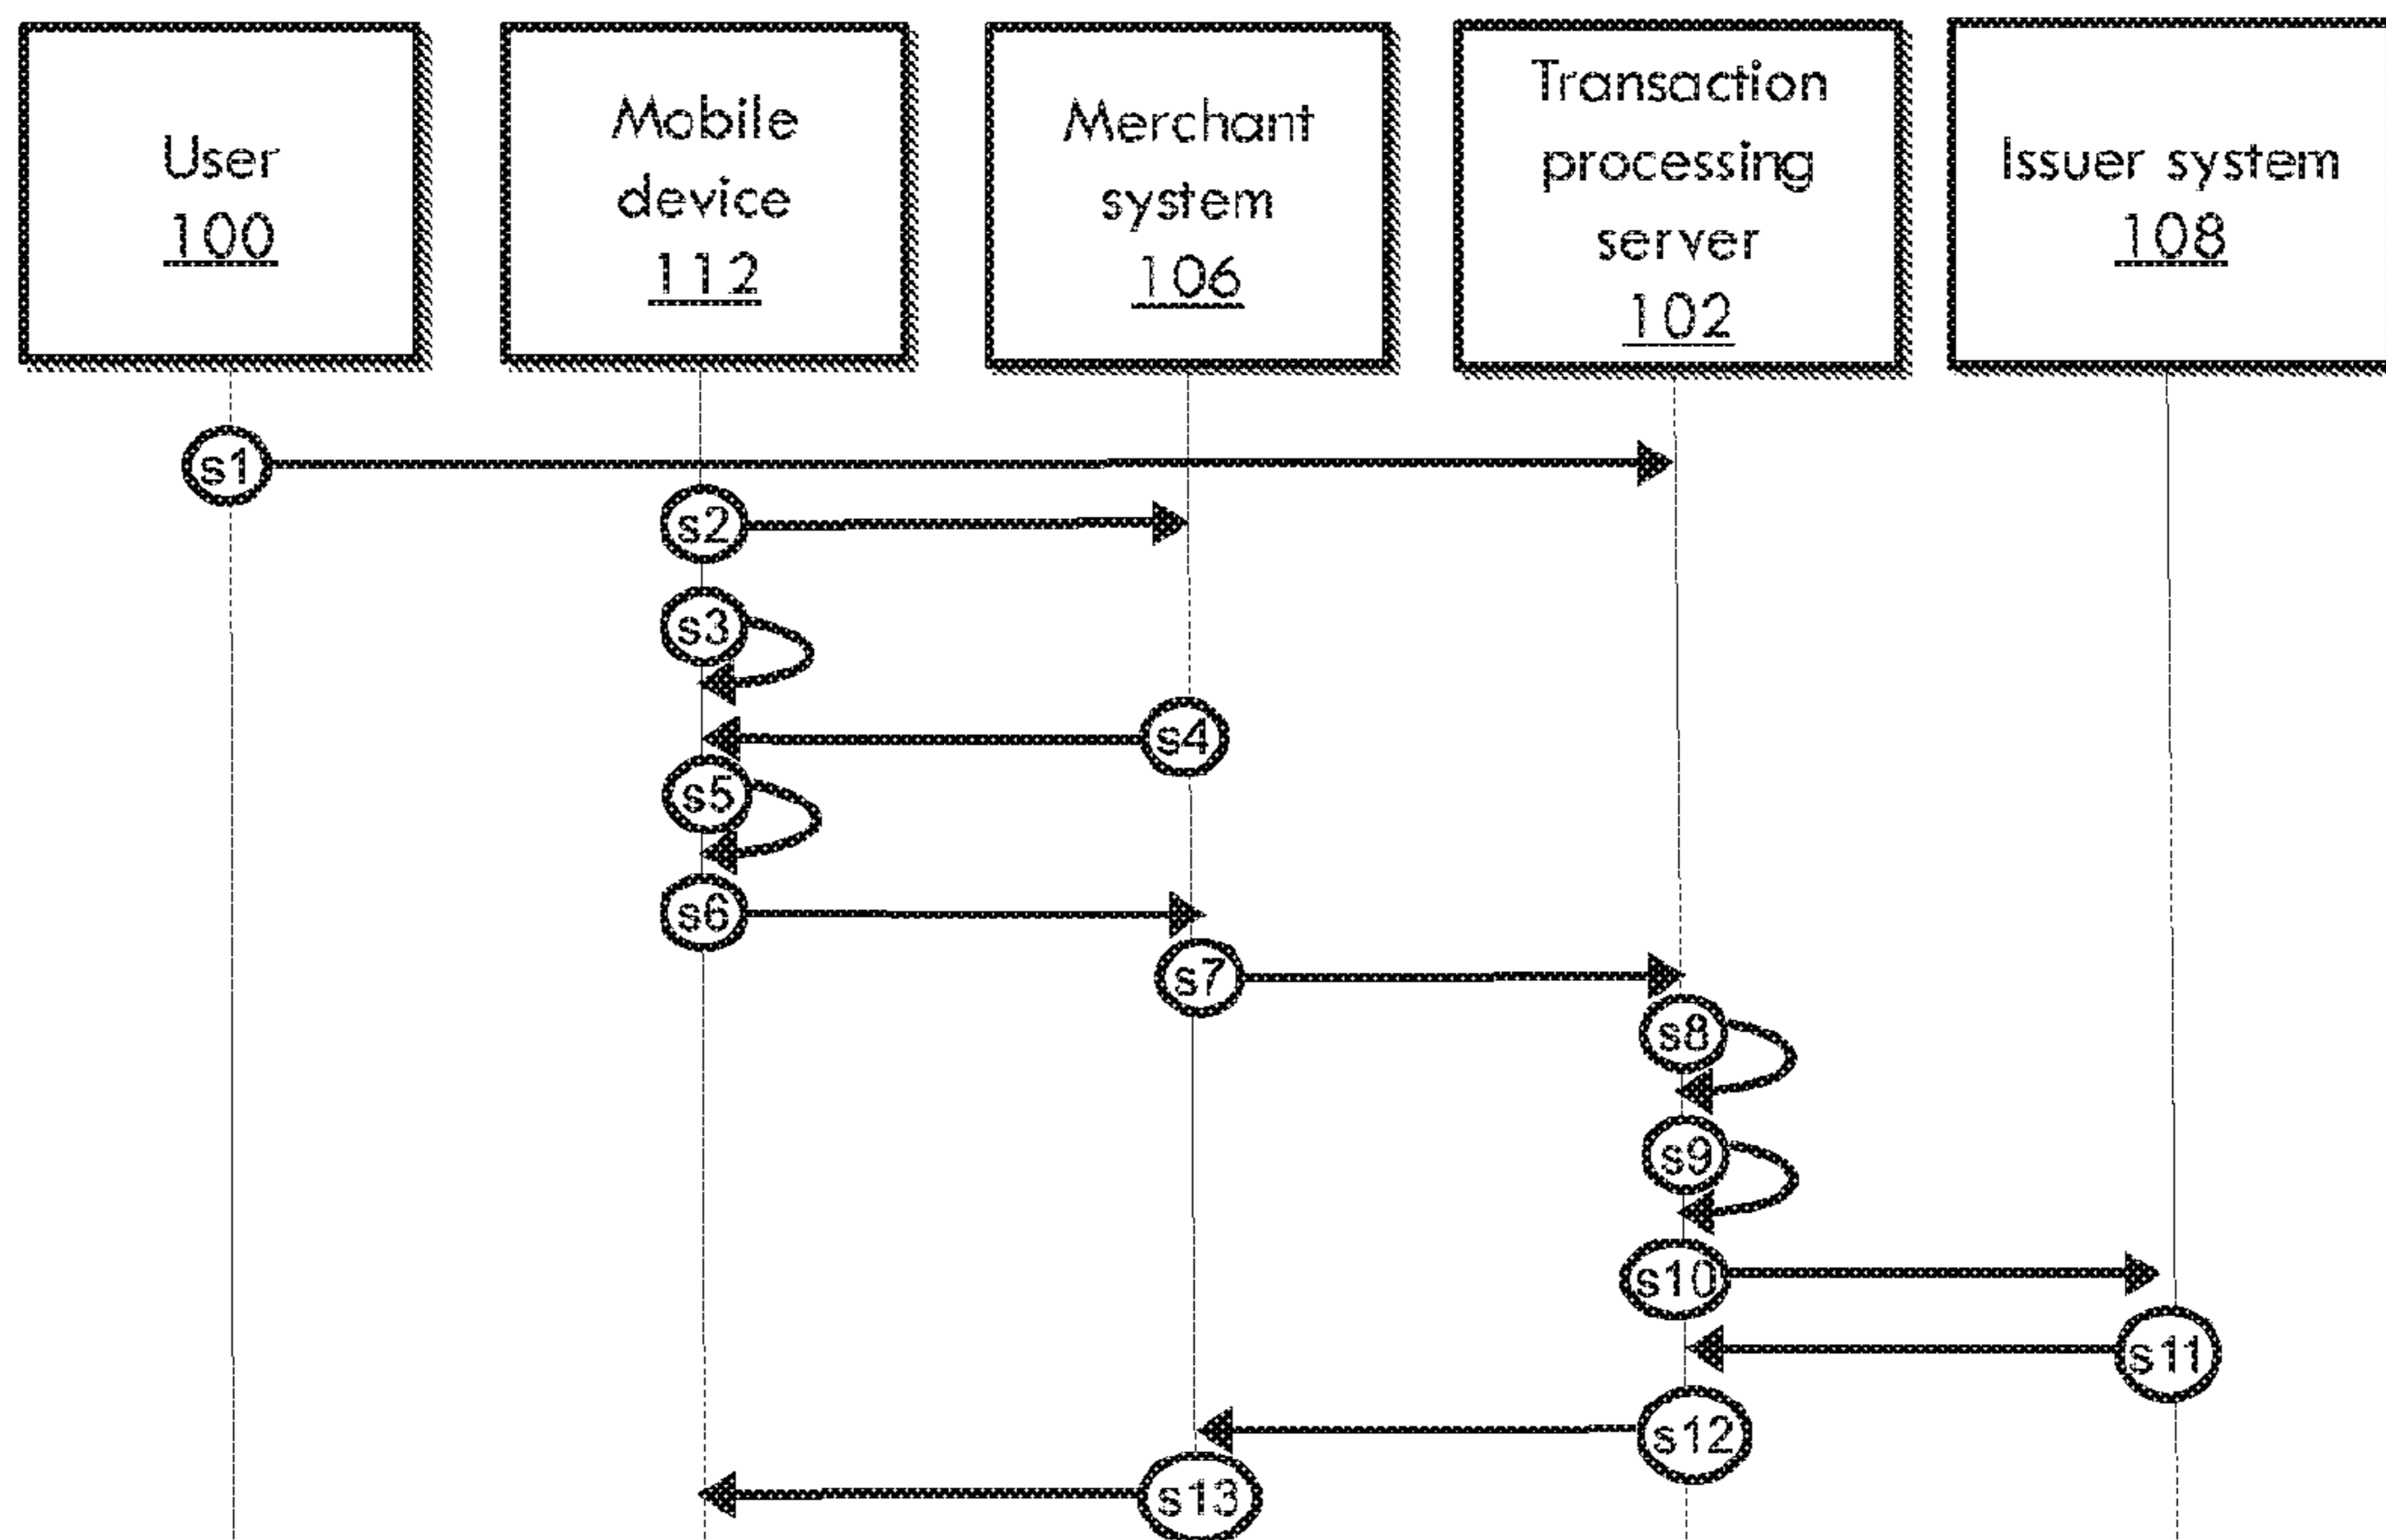 User
100
Mobile
device
112
Merchant
system
106
Transaction
processing
server
102
Issuer system
108
s1
s2
s3
s4
s5
s6
s7
s8
s9
s10
s11
s12
s13